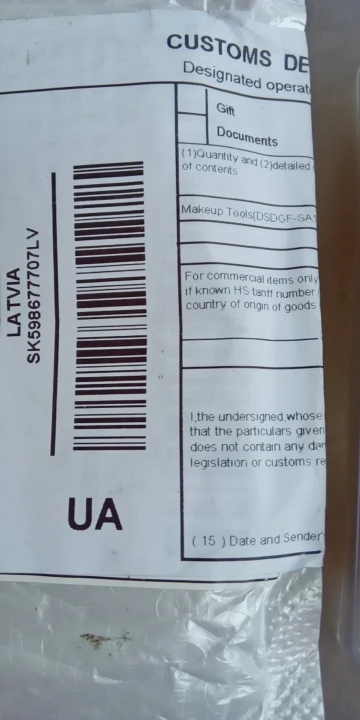 CUSTOMS DE
Designated operat
Gift
Documents
(1)Quantity and (2)detailed
of contents
Makeup Tools(DSDGF-SA
For commercial items only
if known HS tariff number
country of origin of goods
I,the undersigned,whose
that the particulars given
does not contain any dan
legislation or customs re
( 15 ) Date and Sender'
LATVIA
SK598677707LV
UA